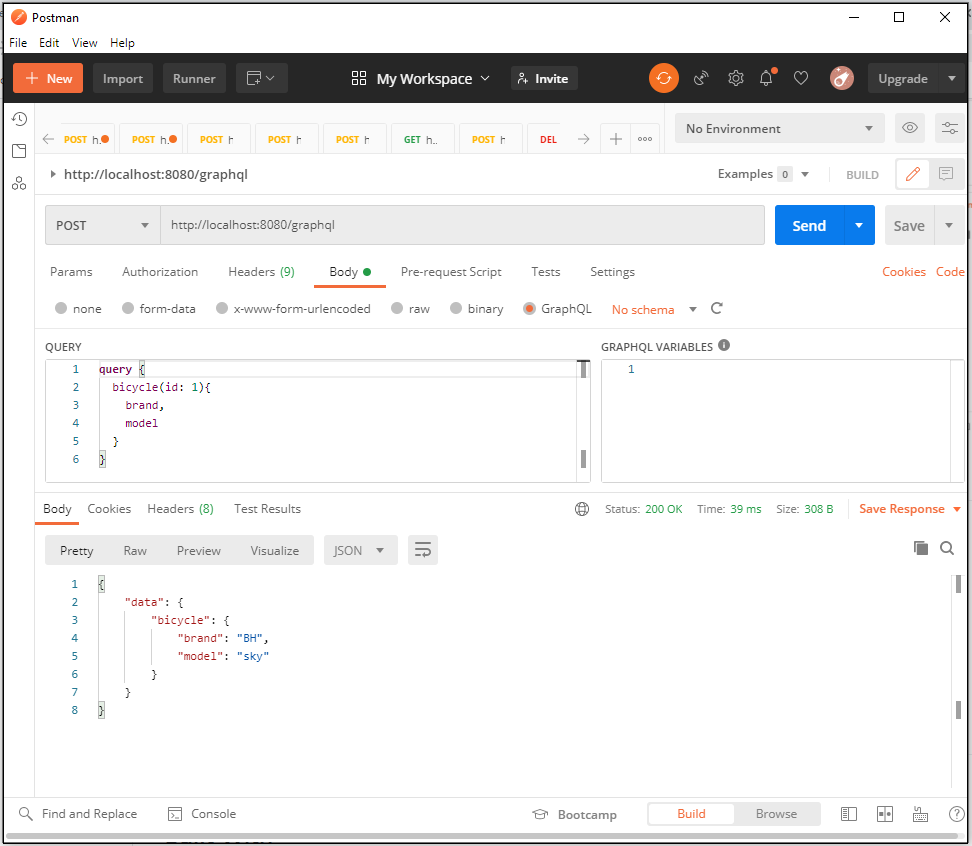 Postman
File Edit View Help
+ New Import Runner My Workspace Invite Upgrade
POST h. POST h. POST h POST h POST h GET h.. POST h DEL + ••• No Environment
http://localhost:8080/graphql Examples 0 BUILD
POST http://localhost:8080/graphql Send Save
Params Authorization Headers (9) Body Pre-request Script Tests Settings Cookies Code
none form-data x-www-form-urlencoded raw binary GraphQL No schema
QUERY GRAPHQL VARIABLES
1 query { 1
2 bicycle(id: 1){
3 brand,
4 model
5 }
6 }
Body Cookies Headers (8) Test Results Status: 200 OK Time: 39 ms Size: 308 B Save Response
Pretty Raw Preview Visualize JSON
1 {
2 "data": {
3 "bicycle": {
4 "brand": "BH",
5 "model": "sky"
6 }
7 }
8 }
Find and Replace Console Bootcamp Build Browse ?